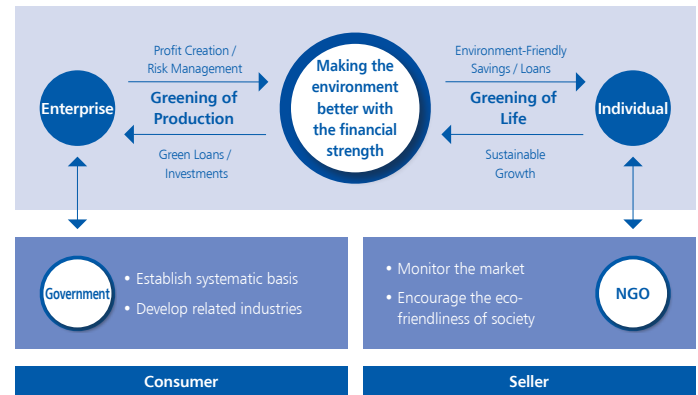 Enterprise
Profit Creation /
Risk Management
Greening of
Production
Green Loans /
Investments
Making the
environment
better with
the financial
strength
Environment-Friendly
Savings / Loans
Greening of
Life
Sustainable
Growth
Individual
Government
• Establish systematic basis
• Develop related industries
• Monitor the market
• Encourage the eco-
friendliness of society
NGO
Consumer
Seller